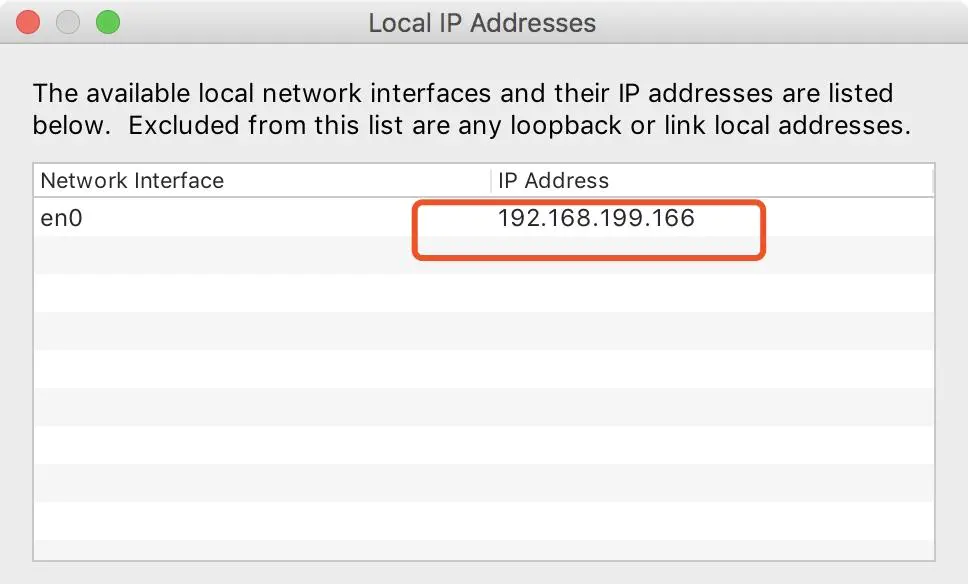 Local IP Addresses
The available local network interfaces and their IP addresses are listed
below.  Excluded from this list are any loopback or link local addresses.
Network Interface IP Address
en0 192.168.199.166